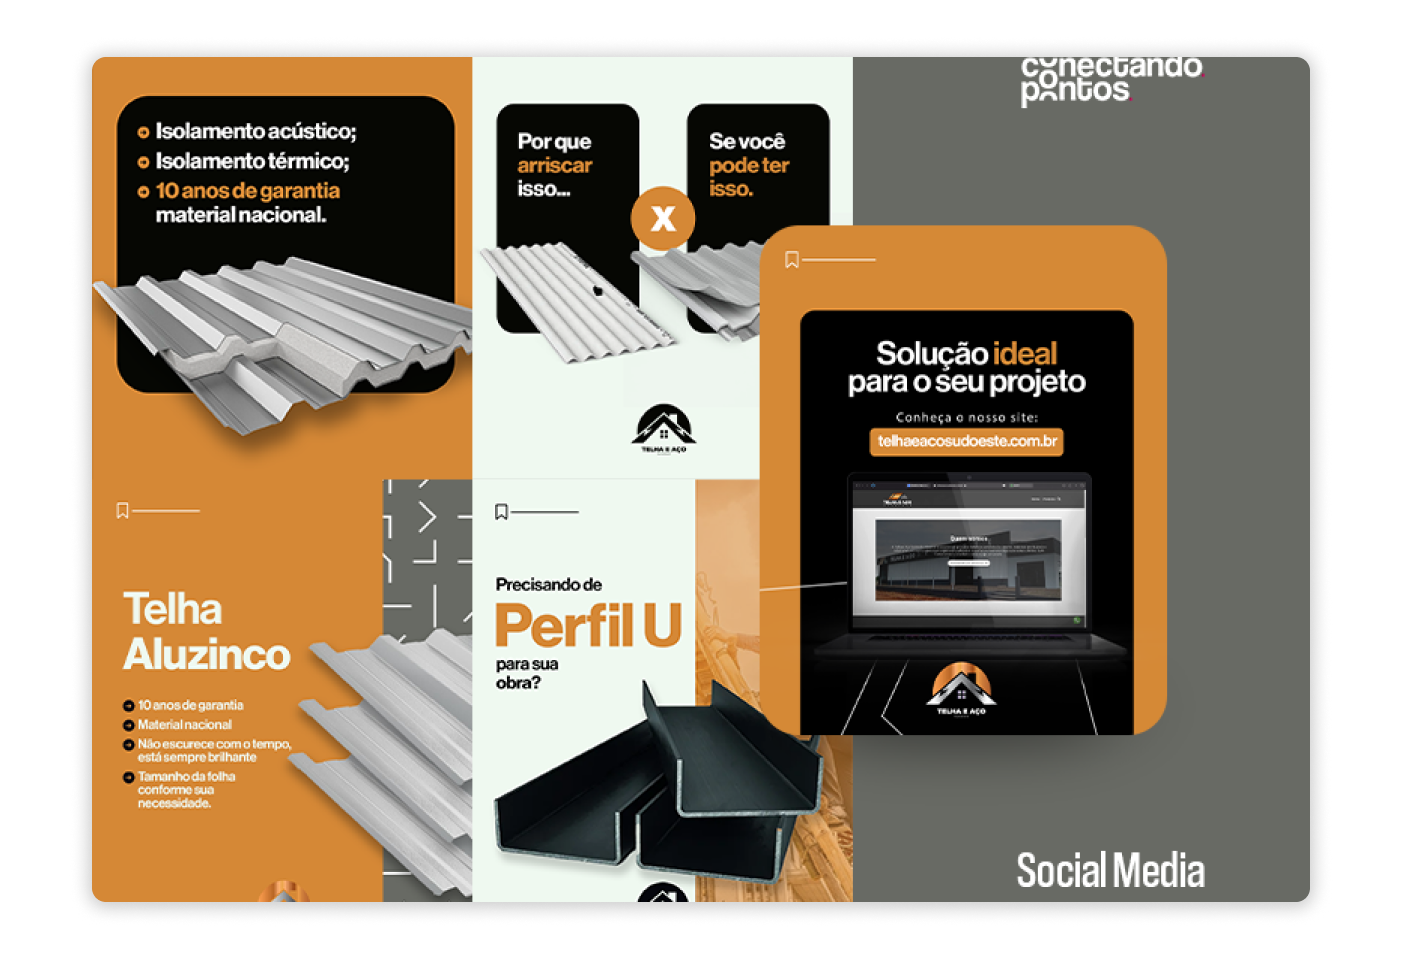 Isolamento acústico;
Isolamento térmico;
10 anos de garantia
material nacional.
Por que
arriscar
isso...
X
Se você
pode ter
isso.
TELHA E AÇO
conectando
pontos.
Solução ideal
para o seu projeto
Conheça o nosso site:
telhaeacosudoeste.com.br
TELHA E AÇO
Telha
Aluzinco
10 anos de garantia
Material nacional
Não escurece com o tempo,
está sempre brilhante
Tamanho da folha
conforme sua
necessidade.
Precisando de
Perfil U
para sua
obra?
Social Media